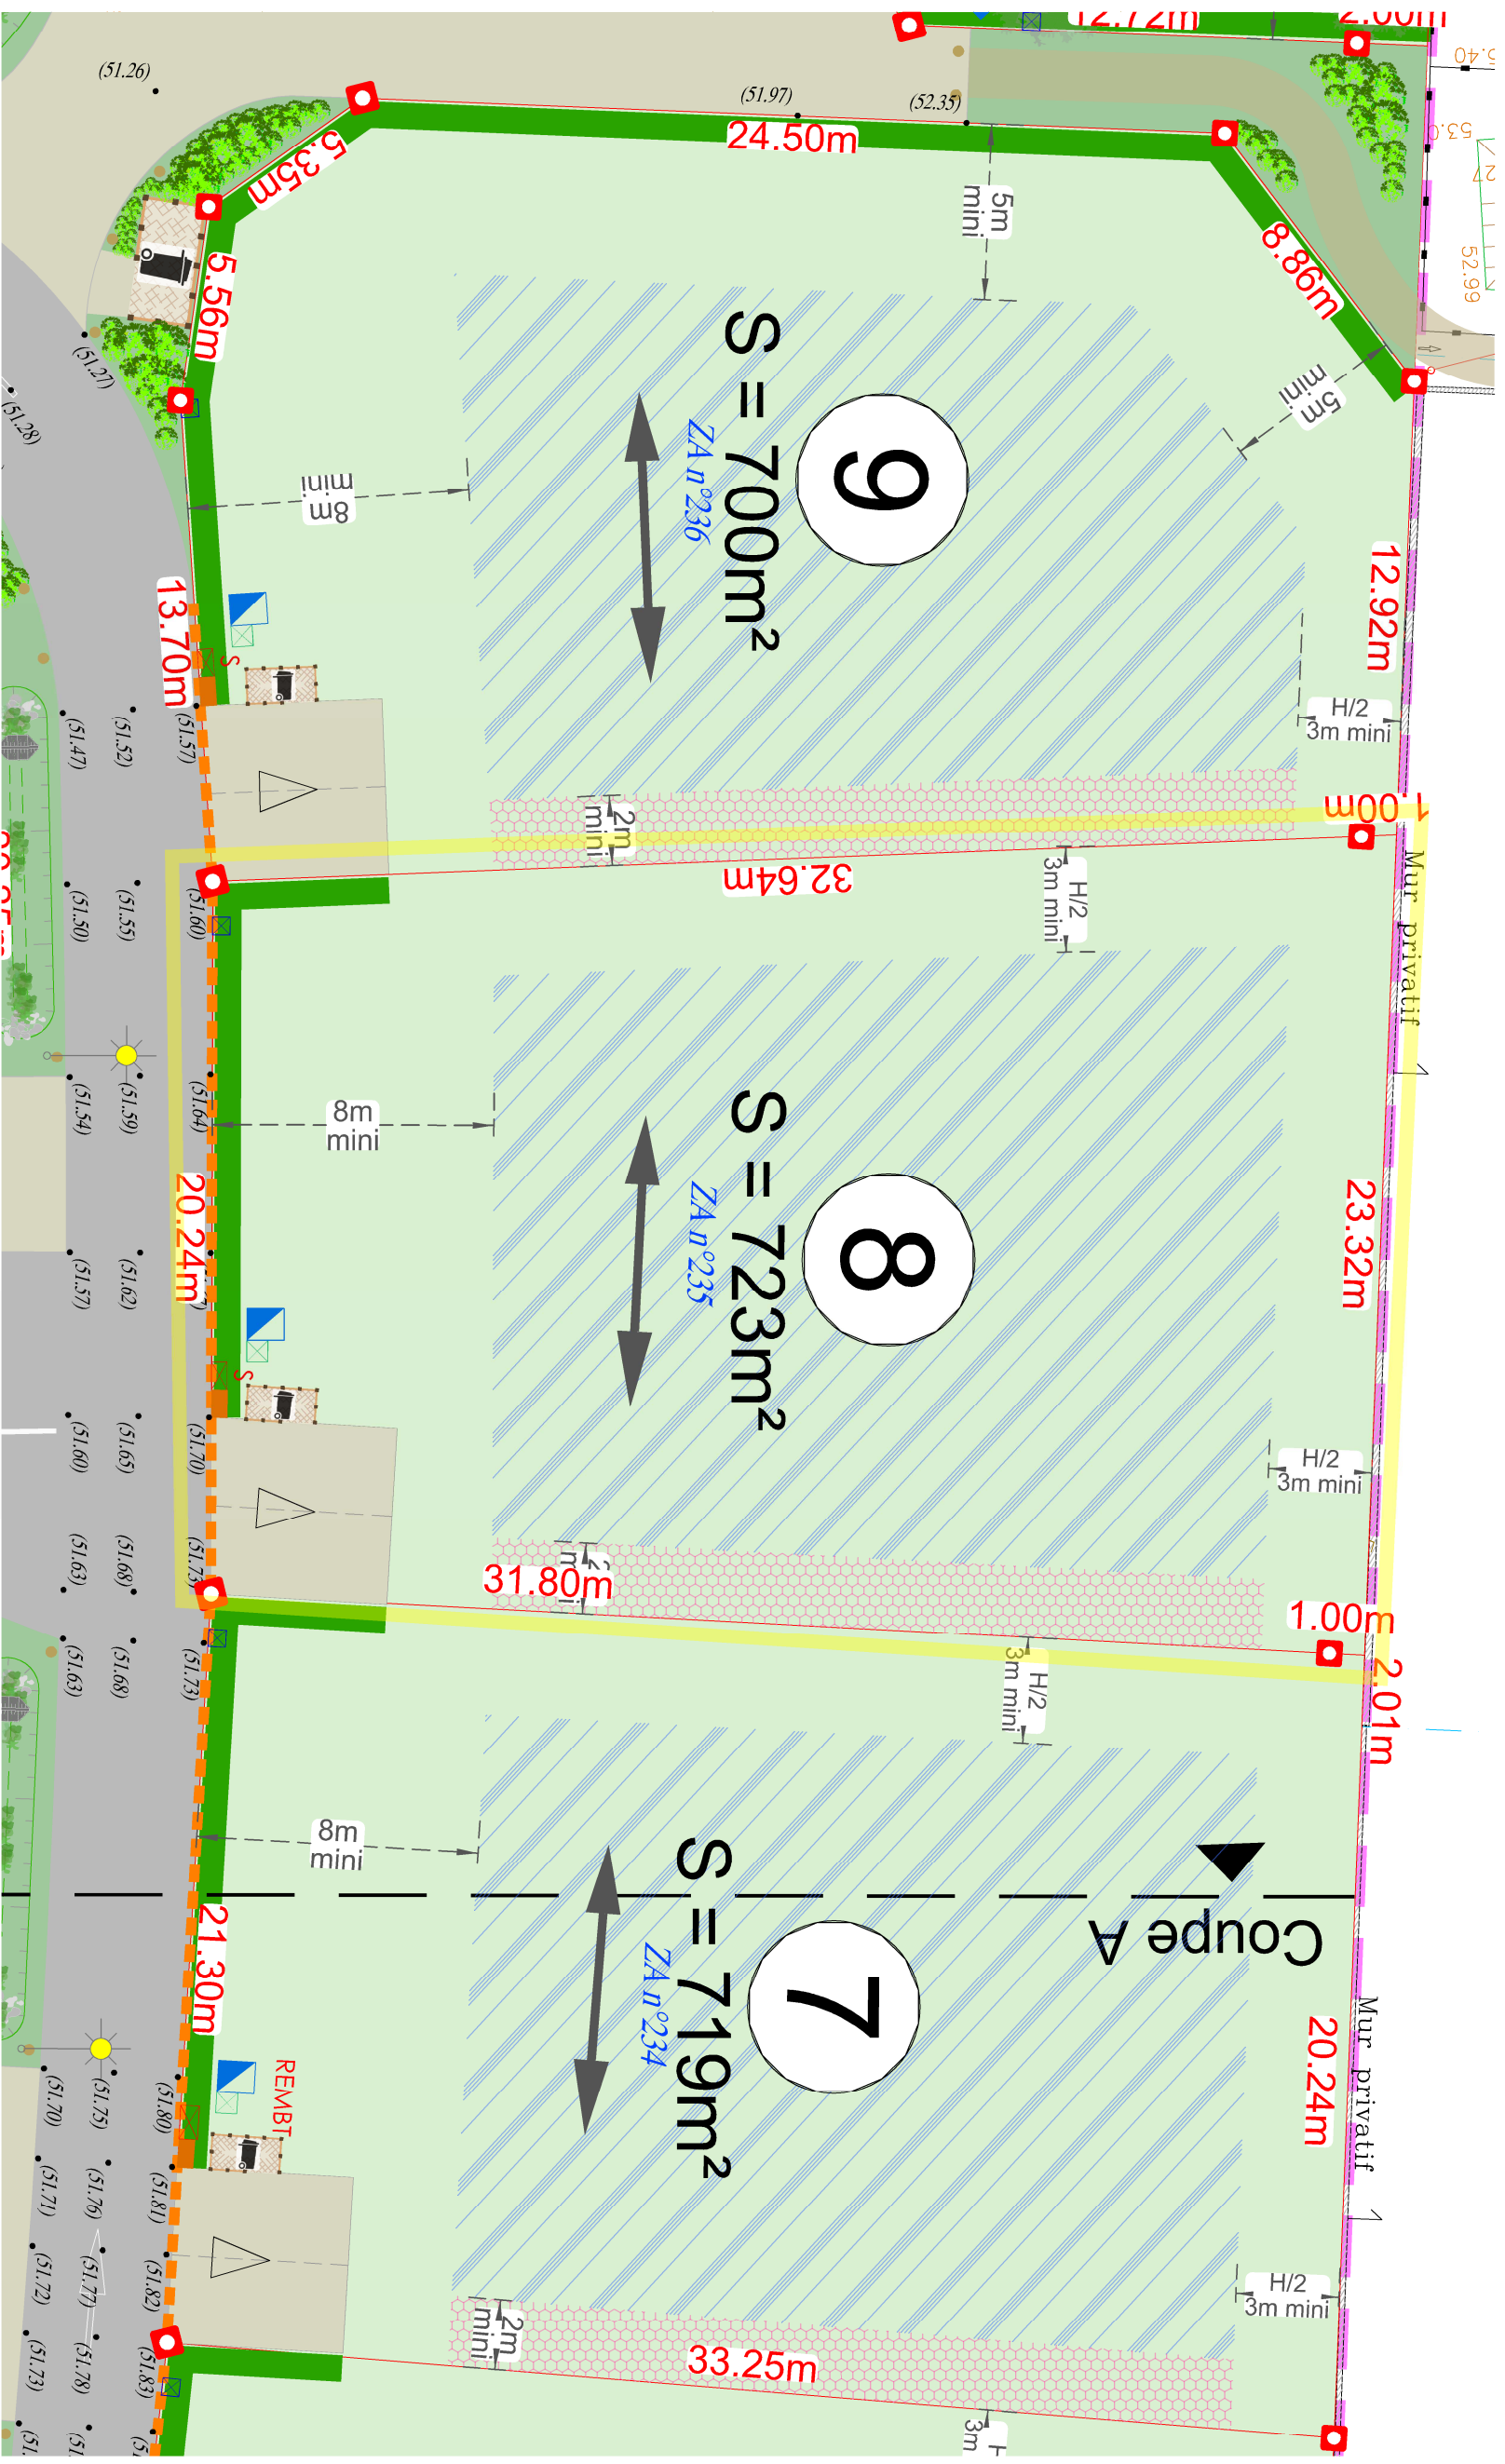 12.72m
2.00m
(51.26)
(51.97)
(52.35)
24.50m
5.35m
5.56m
8.86m
5m
mini
5m
mini
52.99
(51.27)
(51.28)
8m
mini
9
S = 700m²
ZA n°236
13.70m
12.92m
S
H/2
3m mini
(51.47)
(51.52)
(51.57)
2m
mini
1.00m
32.64m
H/2
3m mini
Mur privatif 1
(51.50)
(51.55)
(51.60)
(51.54)
(51.59)
(51.64)
8m
mini
8
S = 723m²
ZA n°235
20.24m
23.32m
(51.57)
(51.62)
S
H/2
3m mini
(51.60)
(51.65)
(51.70)
(51.63)
(51.68)
(51.73)
31.80m
1.00m
2.01m
(51.63)
(51.68)
(51.73)
H/2
3m mini
8m
mini
Coupe A
7
S = 719m²
ZA n°234
21.30m
20.24m
Mur privatif 1
REMBT
(51.70)
(51.75)
(51.80)
(51.71)
(51.76)
(51.81)
(51.72)
(51.77)
(51.82)
H/2
3m mini
2m
mini
33.25m
(51.73)
(51.78)
(51.83)
3m